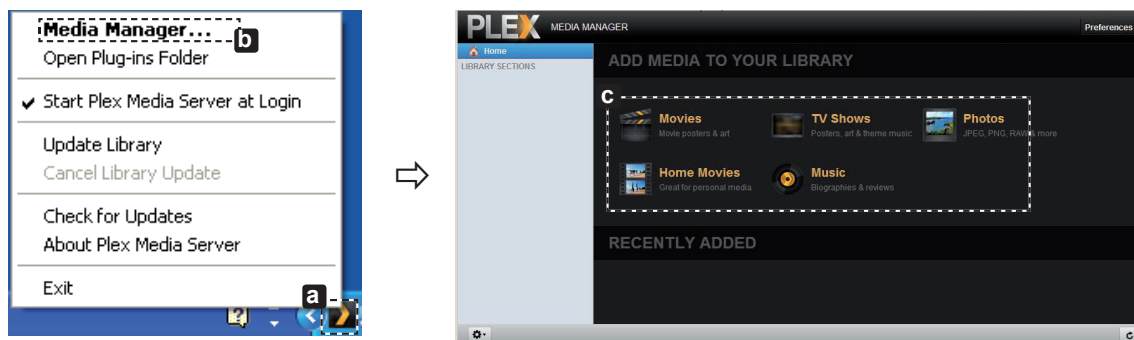 Media Manager...
b
Open Plug-ins Folder
Start Plex Media Server at Login
Update Library
Cancel Library Update
Check for Updates
About Plex Media Server
Exit
a
?
PLEX MEDIA MANAGER
Preferences
Home
LIBRARY SECTIONS
ADD MEDIA TO YOUR LIBRARY
c
Movies
Movie posters & art
TV Shows
Posters, art & theme music
Photos
JPEG, PNG, RAW & more
Home Movies
Great for personal media
Music
Biographies & reviews
RECENTLY ADDED